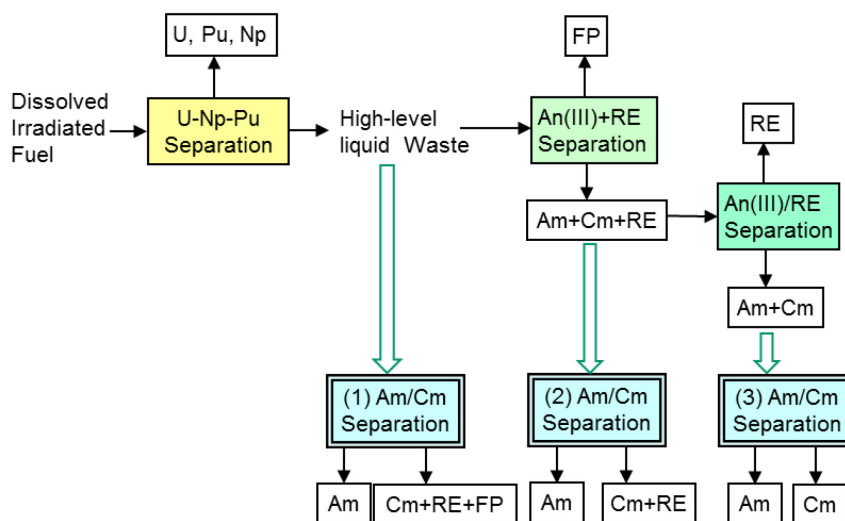 U, Pu, Np
FP
Dissolved
Irradiated
Fuel
U-Np-Pu
Separation
High-level
liquid Waste
An(III)+RE
Separation
RE
Am+Cm+RE
An(III)/RE
Separation
Am+Cm
(1) Am/Cm
Separation
(2) Am/Cm
Separation
(3) Am/Cm
Separation
Am
Cm+RE+FP
Am
Cm+RE
Am
Cm